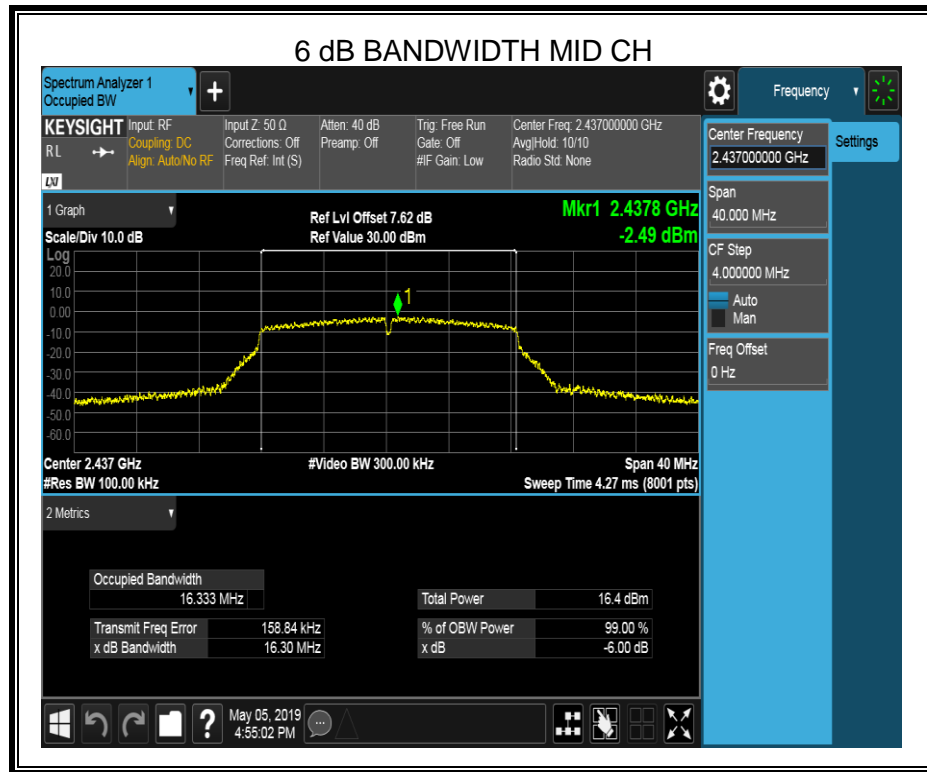 6 dB BANDWIDTH MID CH
Spectrum Analyzer 1
Occupied BW
+
Frequency
KEYSIGHT
RL
LXI
Input: RF
Coupling: DC
Align: Auto/No RF
Input Z: 50 Ω
Corrections: Off
Freq Ref: Int (S)
Atten: 40 dB
Preamp: Off
Trig: Free Run
Gate: Off
#IF Gain: Low
Center Freq: 2.437000000 GHz
Avg|Hold: 10/10
Radio Std: None
Center Frequency
2.437000000 GHz
Settings
Span
40.000 MHz
CF Step
4.000000 MHz
Auto
Man
Freq Offset
0 Hz
1 Graph
Scale/Div 10.0 dB
Ref Lvl Offset 7.62 dB
Ref Value 30.00 dBm
Mkr1 2.4378 GHz
-2.49 dBm
Log
20.0
10.0
0.00
-10.0
-20.0
-30.0
-40.0
-50.0
-60.0
1
Center 2.437 GHz
#Res BW 100.00 kHz
#Video BW 300.00 kHz
Span 40 MHz
Sweep Time 4.27 ms (8001 pts)
2 Metrics
Occupied Bandwidth
16.333 MHz
Total Power 16.4 dBm
Transmit Freq Error 158.84 kHz
% of OBW Power 99.00 %
x dB Bandwidth 16.30 MHz
x dB -6.00 dB
?
May 05, 2019
4:55:02 PM